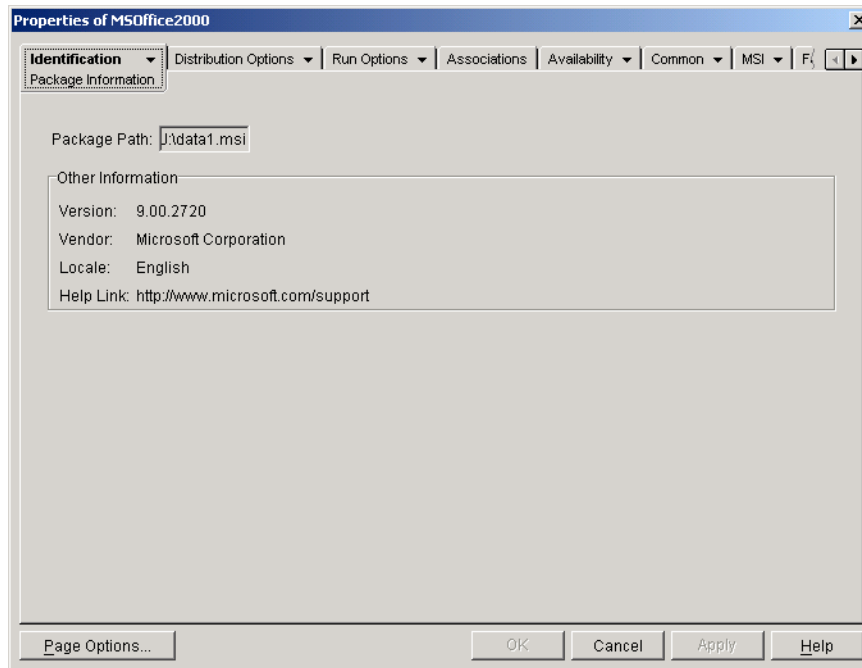 Properties of MSOffice2000
Identification Distribution Options Run Options Associations Availability Common MSI
Package Information
Package Path: J:\data1.msi
Other Information
Version: 9.00.2720
Vendor: Microsoft Corporation
Locale: English
Help Link: http://www.microsoft.com/support
Page Options... OK Cancel Apply Help